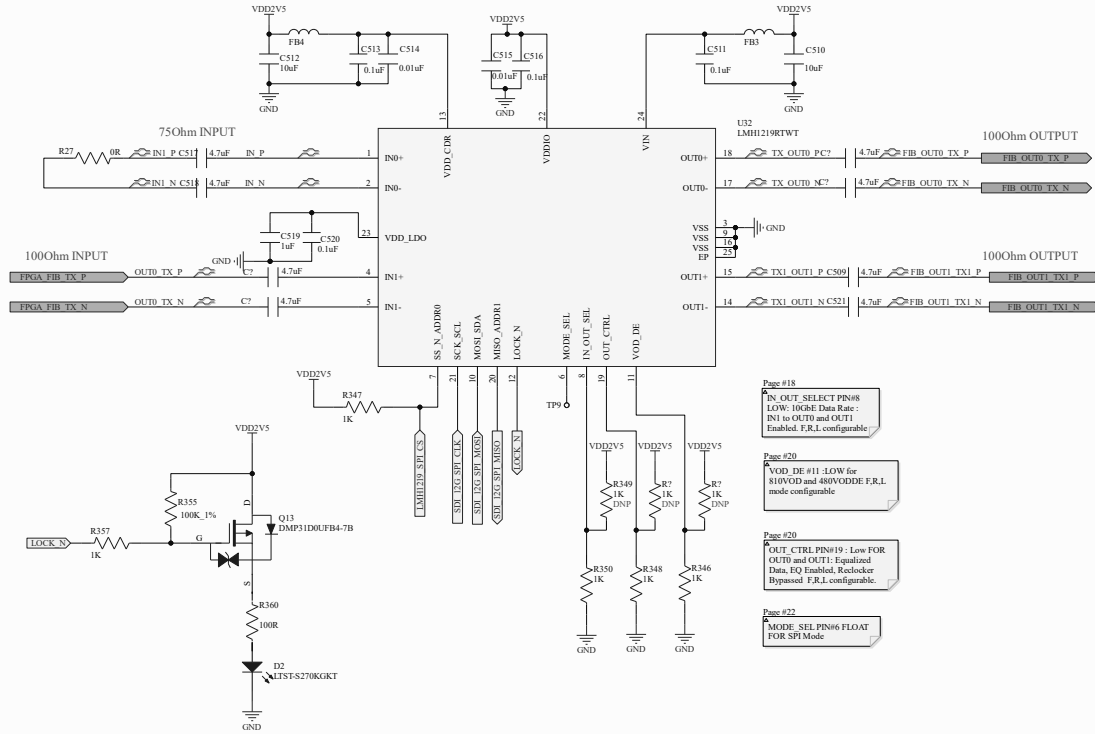 VDD2V5
FB4
C512
10uF
C513
0.1uF
C514
0.01uF
GND
VDD2V5
C515
0.01uF
C516
0.1uF
GND
VDD2V5
FB3
C511
0.1uF
C510
10uF
GND
13
22
24
VDD_CDR
VDDIO
VIN
U32
LMH1219RTWT
75Ohm INPUT
R27
0R
IN1_P C517
4.7uF
IN_P
1
IN0+
IN1_N C518
4.7uF
IN_N
2
IN0-
C519
1uF
C520
0.1uF
GND
23
VDD_LDO
100Ohm INPUT
FPGA_FIB_TX_P
OUT0_TX_P
C?
4.7uF
4
IN1+
FPGA_FIB_TX_N
OUT0_TX_N
C?
4.7uF
5
IN1-
100Ohm OUTPUT
OUT0+
18
TX_OUT0_P C?
4.7uF
FIB_OUT0_TX_P
FIB_OUT0_TX_P
OUT0-
17
TX_OUT0_N C?
4.7uF
FIB_OUT0_TX_N
FIB_OUT0_TX_N
VSS
3
GND
VSS
9
VSS
16
EP
25
100Ohm OUTPUT
OUT1+
15
TX1_OUT1_P C509
4.7uF
FIB_OUT1_TX1_P
FIB_OUT1_TX1_P
OUT1-
14
TX1_OUT1_N C521
4.7uF
FIB_OUT1_TX1_N
FIB_OUT1_TX1_N
SS_N_ADDR0
SCK_SCL
MOSI_SDA
MISO_ADDR1
LOCK_N
MODE_SEL
IN_OUT_SEL
OUT_CTRL
VOD_DE
7
21
10
20
12
6
8
19
11
VDD2V5
R347
1K
LMH1219_SPI_CS
SDI_12G_SPI_CLK
SDI_12G_SPI_MOSI
SDI_12G_SPI_MISO
LOCK_N
TP9
VDD2V5
R349
1K
DNP
VDD2V5
R?
1K
DNP
VDD2V5
R?
1K
DNP
R350
1K
GND
R348
1K
GND
R346
1K
GND
VDD2V5
R355
100K_1%
D
Q13
DMP31D0UFB4-7B
G
LOCK_N
R357
1K
S
R360
100R
D2
LTST-S270KGKT
GND
Page #18
IN_OUT_SELECT PIN#8
LOW: 10GbE Data Rate :
IN1 to OUT0 and OUT1
Enabled. F,R,L configurable
Page #20
VOD_DE #11 :LOW for
810VOD and 480VODDE F,R,L
mode configurable
Page #20
OUT_CTRL PIN#19 : Low FOR
OUT0 and OUT1: Equalized
Data, EQ Enabled, Reclocker
Bypassed F,R,L configurable.
Page #22
MODE_SEL PIN#6 FLOAT
FOR SPI Mode